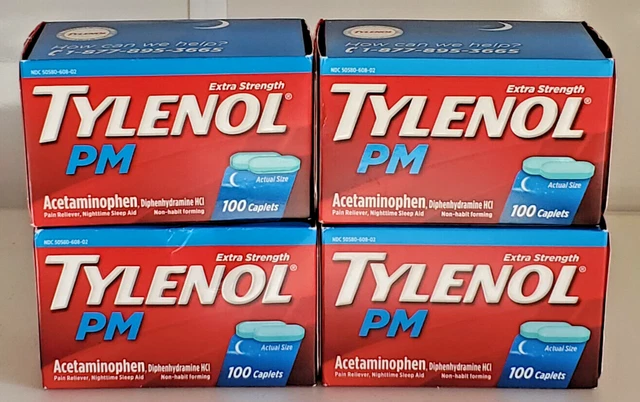 TYLENOL
How can we help?
1-877-895-3665
NDC 50580-608-02
Extra Strength
TYLENOL®
PM
Actual Size
Acetaminophen, Diphenhydramine HCl
Pain Reliever, Nighttime Sleep Aid Non-habit forming
100 Caplets
How can we help?
1-877-895-3665
NDC 50580-608-02
Extra Strength
TYLENOL®
PM
Actual Size
Acetaminophen, Diphenhydramine HCl
Pain Reliever, Nighttime Sleep Aid Non-habit forming
100 Caplets
NDC 50580-608-02
Extra Strength
TYLENOL®
PM
Actual Size
Acetaminophen, Diphenhydramine HCl
Pain Reliever, Nighttime Sleep Aid Non-habit forming
100 Caplets
NDC 50580-608-02
Extra Strength
TYLENOL®
PM
Actual Size
Acetaminophen, Diphenhydramine HCl
Pain Reliever, Nighttime Sleep Aid Non-habit forming
100 Caplets